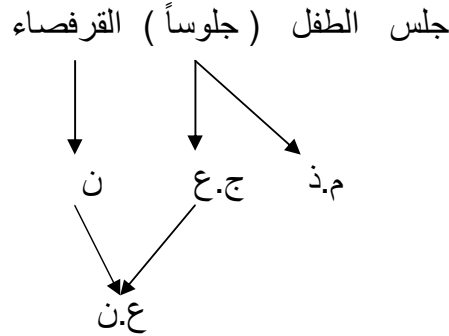 جلس الطفل ( جلوساً ) القرفصاء
م.ذ ج.ع ن
ع.ن